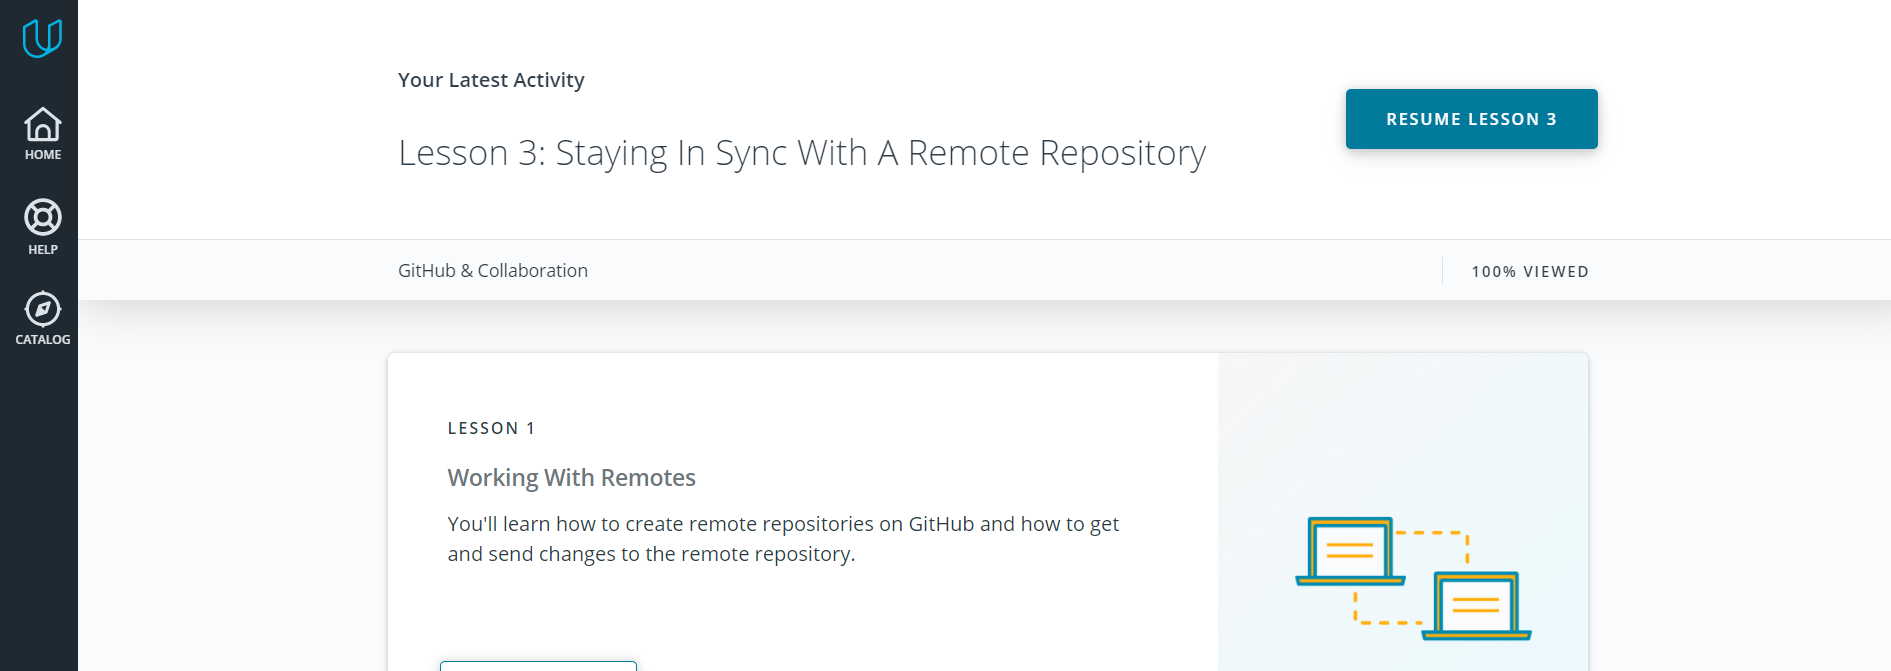 HOME
HELP
CATALOG
Your Latest Activity
Lesson 3: Staying In Sync With A Remote Repository
RESUME LESSON 3
GitHub & Collaboration
100% VIEWED
LESSON 1
Working With Remotes
You'll learn how to create remote repositories on GitHub and how to get
and send changes to the remote repository.